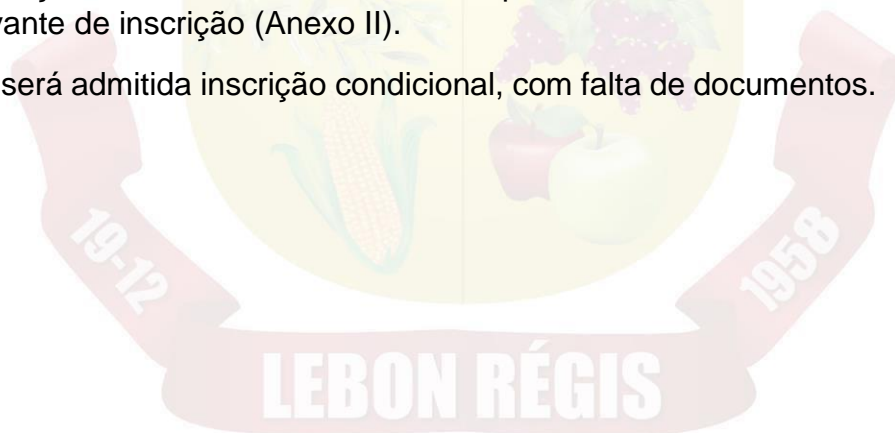 vante de inscrição (Anexo II).
será admitida inscrição condicional, com falta de documentos.
19-12
1958
LEBON RÉGIS